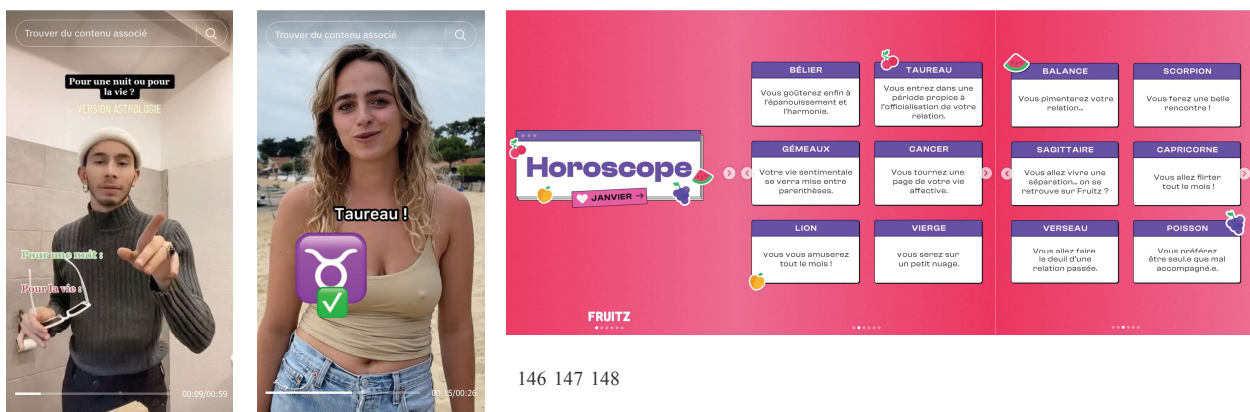 Trouver du contenu associé
Pour une nuit ou pour
la vie ?
VERSION ASTROLOGIE
Pour une nuit :
Pour la vie :
00:09/00:59
Trouver du contenu associé
Taureau !
00:15/00:26
Horoscope
JANVIER →
FRUITZ
BÉLIER
Vous goûterez enfin à
l'épanouissement et
l'harmonie.
TAUREAU
Vous entrez dans une
période propice à
l'officialisation de votre
relation.
GÉMEAUX
Votre vie sentimentale
se verra mise entre
parenthèses.
CANCER
Vous tournez une
page de votre vie
affective.
LION
vous vous amuserez
tout le mois !
VIERGE
vous serez sur
un petit nuage.
BALANCE
Vous pimenterez votre
relation...
SCORPION
Vous ferez une belle
rencontre !
SAGITTAIRE
Vous allez vivre une
séparation... on se
retrouve sur Fruitz ?
CAPRICORNE
Vous allez flirter
tout le mois !
VERSEAU
Vous allez faire
le deuil d'une
relation passée.
POISSON
Vous préférez
être seul.e que mal
accompagné.e.
146 147 148